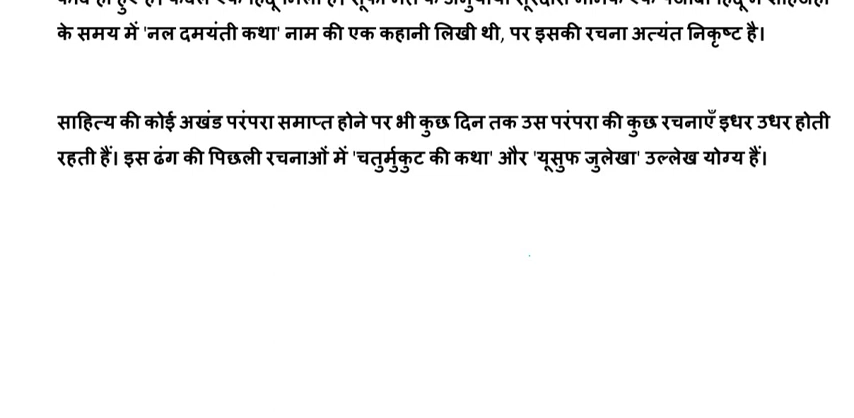 के समय में 'नल दमयंती कथा' नाम की एक कहानी लिखी थी, पर इसकी रचना अत्यंत निकृष्ट है।
साहित्य की कोई अखंड परंपरा समाप्त होने पर भी कुछ दिन तक उस परंपरा की कुछ रचनाएँ इधर उधर होती
रहती हैं। इस ढंग की पिछली रचनाओं में 'चतुर्मुकुट की कथा' और 'यूसुफ जुलेखा' उल्लेख योग्य हैं।